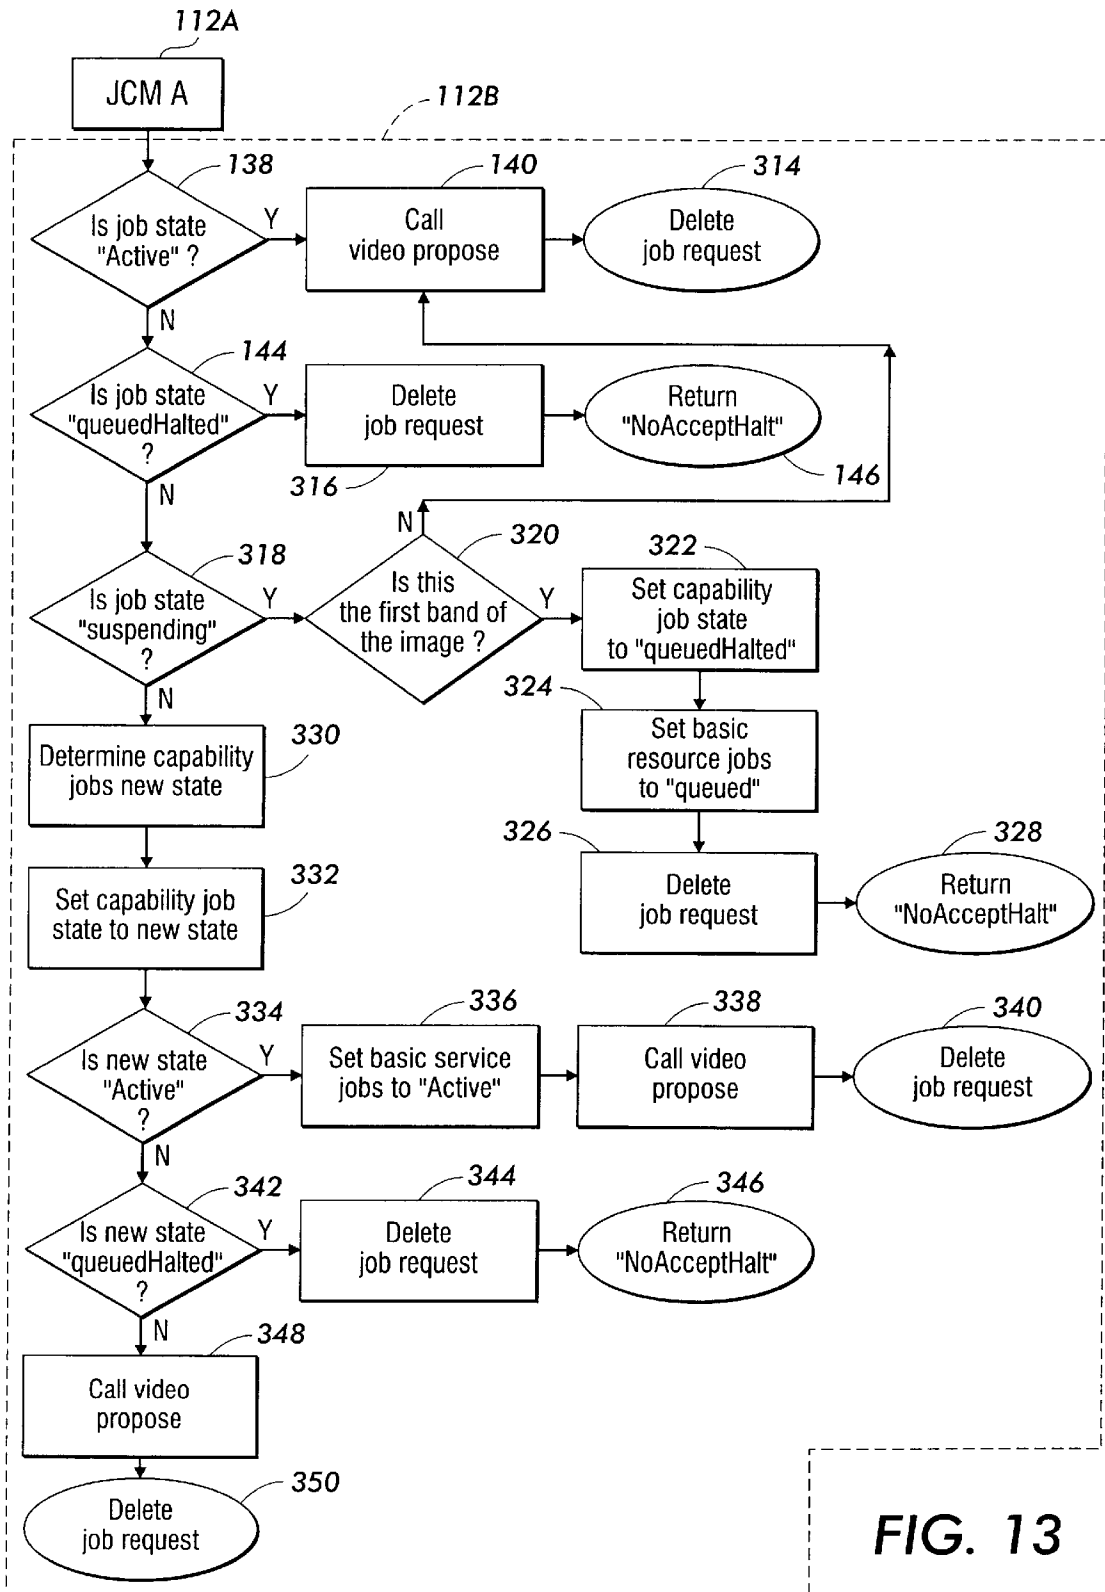 112A
JCM A
112B
138
Is job state
"Active" ?
Y
N
140
Call
video propose
314
Delete
job request
144
Is job state
"queuedHalted"
?
Y
N
Delete
job request
316
Return
"NoAcceptHalt"
146
318
Is job state
"suspending"
?
Y
N
N
320
Is this
the first band of
the image ?
Y
322
Set capability
job state
to "queuedHalted"
324
Set basic
resource jobs
to "queued"
326
Delete
job request
328
Return
"NoAcceptHalt"
330
Determine capability
jobs new state
332
Set capability job
state to new state
334
Is new state
"Active"
?
Y
N
336
Set basic service
jobs to "Active"
338
Call video
propose
340
Delete
job request
342
Is new state
"queuedHalted"
?
Y
N
344
Delete
job request
346
Return
"NoAcceptHalt"
348
Call video
propose
350
Delete
job request
FIG. 13